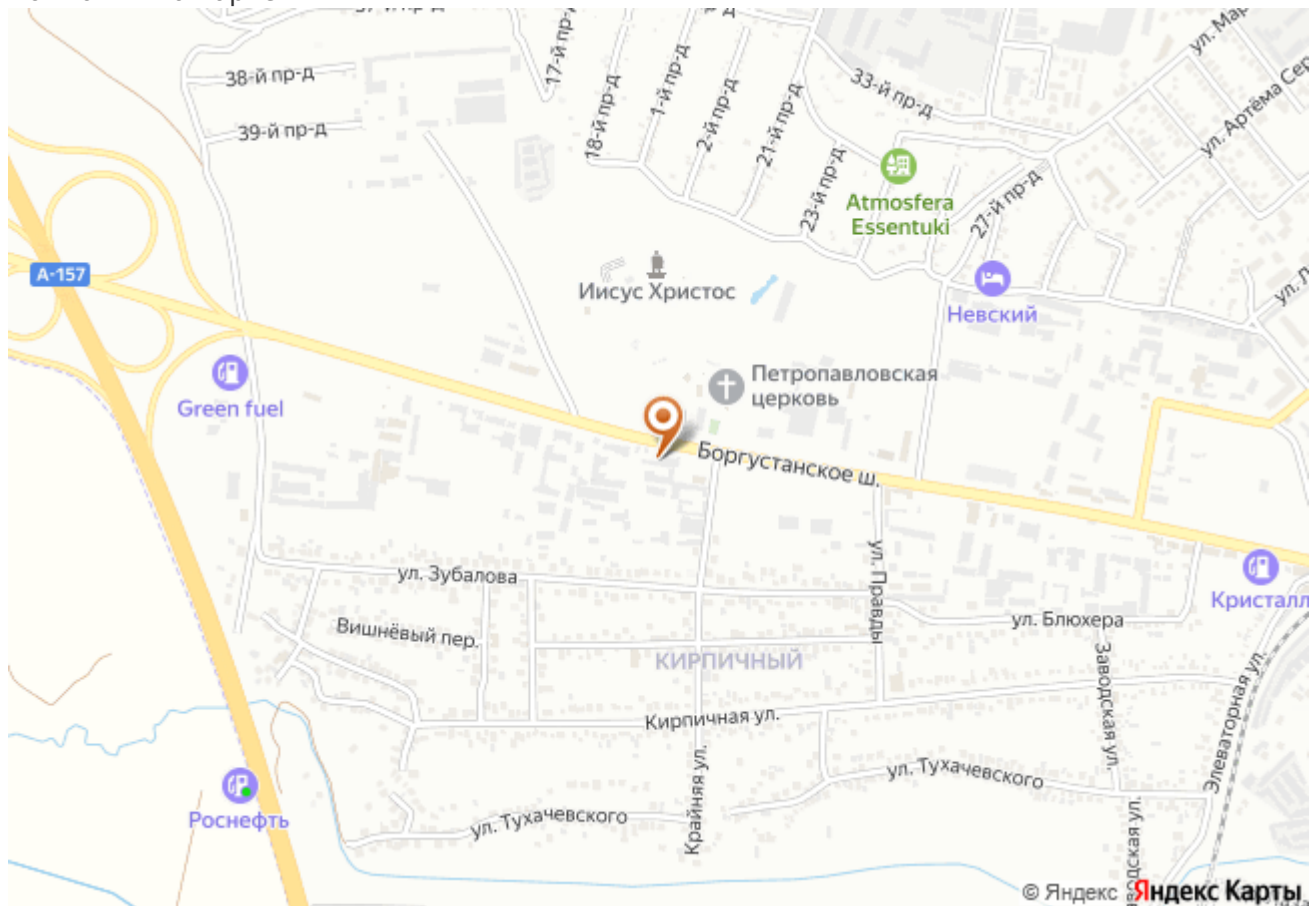 38-й пр-д
39-й пр-д
17-й пр-д
18-й пр-д
1-й пр-д
2-й пр-д
21-й пр-д
33-й пр-д
23-й пр-д
27-й пр-д
ул. Артёма
Atmosfera
Essentuki
А-157
Иисус Христос
Невский
Green fuel
Петропавловская
церковь
Боргустанское ш.
ул. Зубалова
ул. Правды
Кристалл
ул. Блюхера
Вишнёвый пер.
КИРПИЧНЫЙ
Заводская ул.
Элеваторная ул.
Кирпичная ул.
Крайняя ул.
ул. Тухачевского
Роснефть
ул. Тухачевского
© Яндекс Яндекс Карты